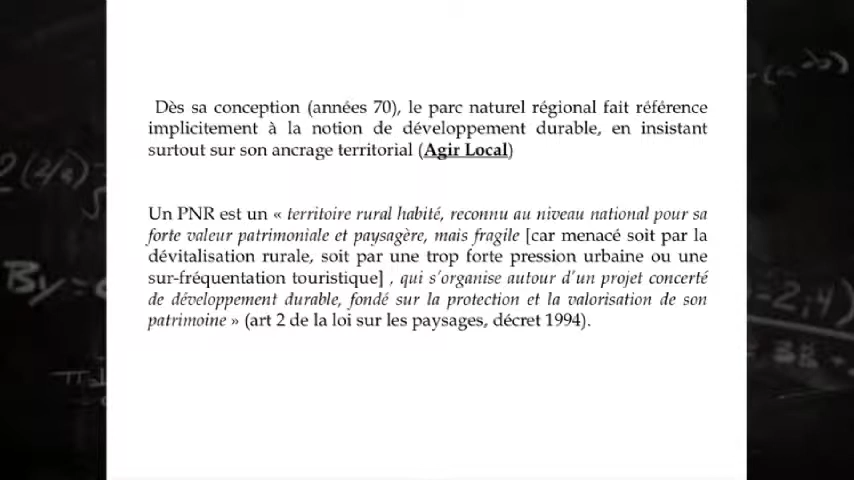 Dès sa conception (années 70), le parc naturel régional fait référence
implicitement à la notion de développement durable, en insistant
surtout sur son ancrage territorial (Agir Local)
Un PNR est un « territoire rural habité, reconnu au niveau national pour sa
forte valeur patrimoniale et paysagère, mais fragile [car menacé soit par la
dévitalisation rurale, soit par une trop forte pression urbaine ou une
sur-fréquentation touristique] , qui s'organise autour d'un projet concerté
de développement durable, fondé sur la protection et la valorisation de son
patrimoine » (art 2 de la loi sur les paysages, décret 1994).